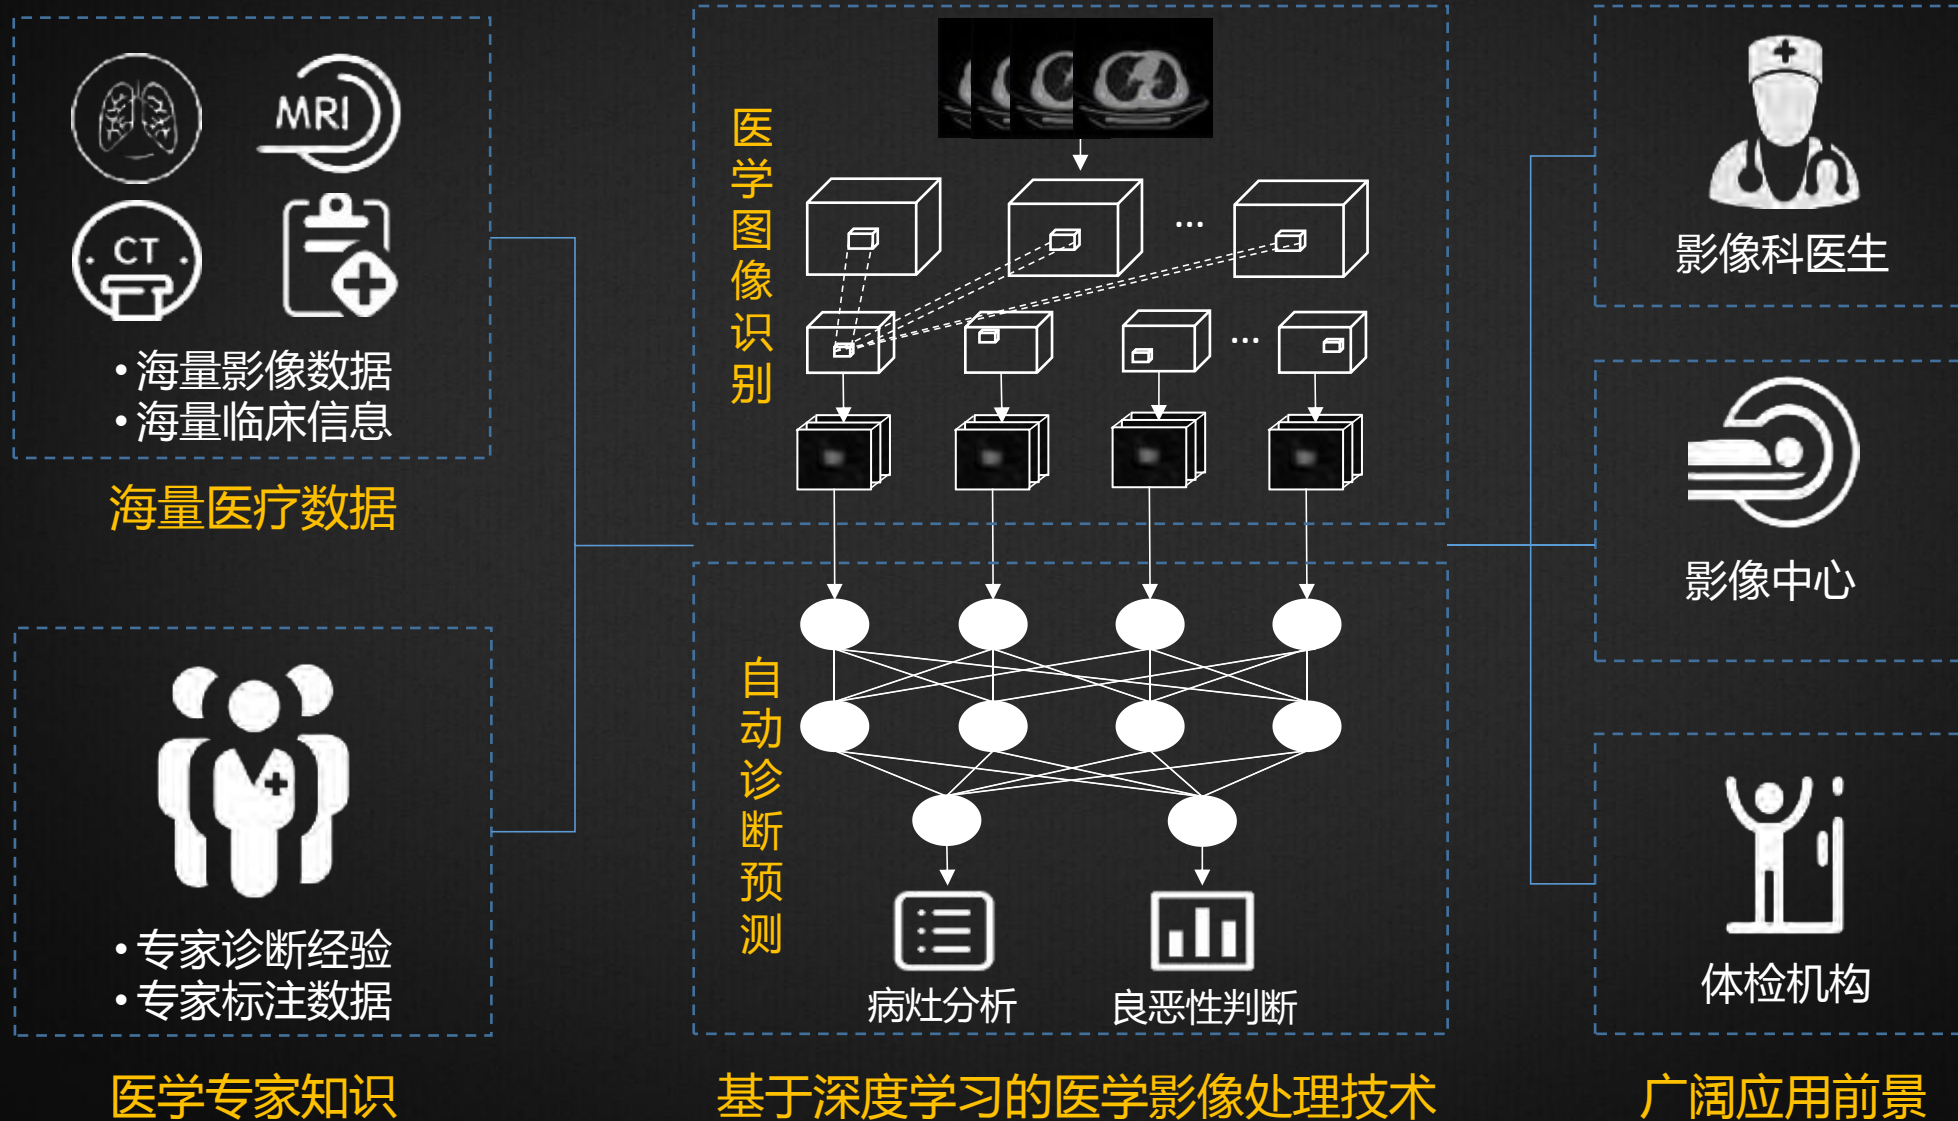 MRI
CT
•海量影像数据
•海量临床信息
海量医疗数据
•专家诊断经验
•专家标注数据
医学专家知识
医学图像识别
...
...
自动诊断预测
病灶分析
良恶性判断
基于深度学习的医学影像处理技术
影像科医生
影像中心
体检机构
广阔应用前景